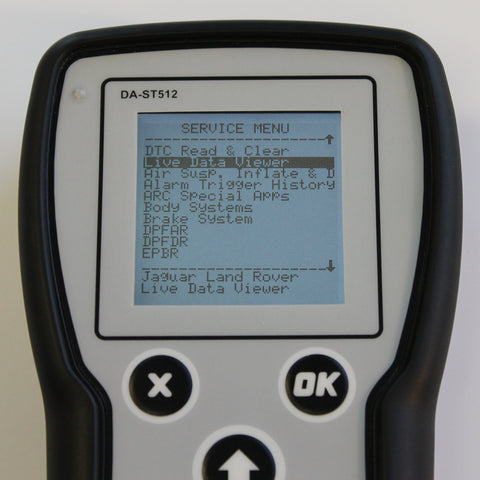 DA-ST512
SERVICE MENU
DTC Read & Clear
Live Data Viewer
Air Susp. Inflate & D
Alarm Trigger History
ARC Special Apps
Body Systems
Brake System
DPFAR
DPFDR
EPBR
Jaguar Land Rover
Live Data Viewer
X OK